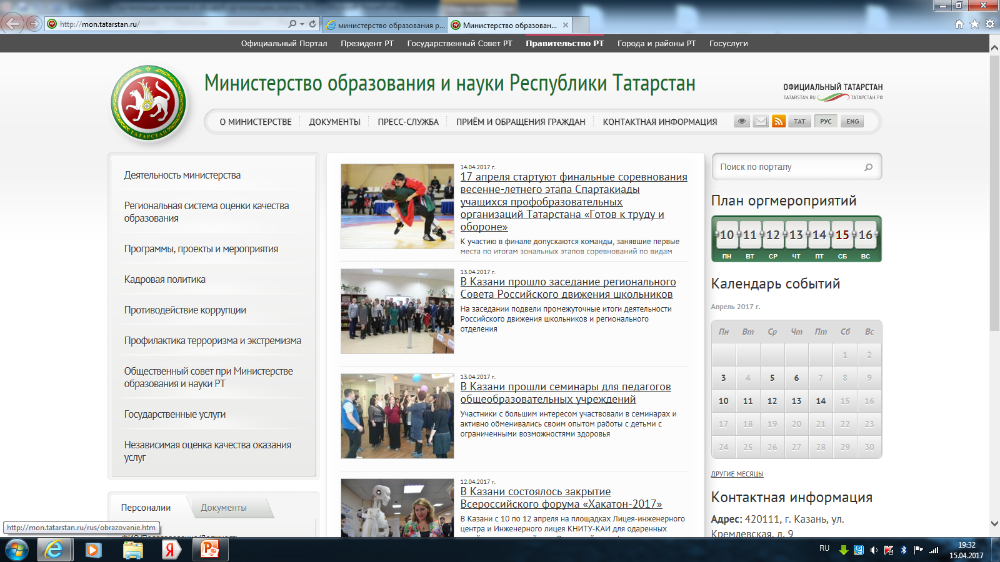 http://mon.tatarstan.ru/
министерство образования р...
Министерство образован...
Официальный Портал
Президент РТ
Государственный Совет РТ
Правительство РТ
Города и районы РТ
Госуслуги
ТАТАРСТАН
Министерство образования и науки Республики Татарстан
ОФИЦИАЛЬНЫЙ ТАТАРСТАН
TATARSTAN.RU ТАТАРСТАН.РФ
О МИНИСТЕРСТВЕ
ДОКУМЕНТЫ
ПРЕСС-СЛУЖБА
ПРИЁМ И ОБРАЩЕНИЯ ГРАЖДАН
КОНТАКТНАЯ ИНФОРМАЦИЯ
ТАТ
РУС
ENG
Деятельность министерства
Региональная система оценки качества
образования
Программы, проекты и мероприятия
Кадровая политика
Противодействие коррупции
Профилактика терроризма и экстремизма
Общественный совет при Министерстве
образования и науки РТ
Государственные услуги
Независимая оценка качества оказания
услуг
Персоналии
Документы
http://mon.tatarstan.ru/rus/obrazovanie.htm
14.04.2017 г.
17 апреля стартуют финальные соревнования
весенне-летнего этапа Спартакиады
учащихся профобразовательных
организаций Татарстана «Готов к труду и
обороне»
К участию в финале допускаются команды, занявшие первые
места по итогам зональных этапов соревнований по видам
13.04.2017 г.
В Казани прошло заседание регионального
Совета Российского движения школьников
На заседании подвели промежуточные итоги деятельности
Российского движения школьников и регионального
отделения
13.04.2017 г.
В Казани прошли семинары для педагогов
общеобразовательных учреждений
Участники с большим интересом участвовали в семинарах и
активно обменивались своим опытом работы с детьми с
ограниченными возможностями здоровья
12.04.2017 г.
В Казани состоялось закрытие
Всероссийского форума «Хакатон-2017»
В Казани с 10 по 12 апреля на площадках Лицея-инженерного
центра и Инженерного лицея КНИТУ-КАИ для одаренных
Поиск по порталу
План оргмероприятий
10 11 12 13 14 15 16
ПН ВТ СР ЧТ ПТ СБ ВС
Календарь событий
Апрель 2017 г.
Пн Вт Ср Чт Пт Сб Вс
1 2
3 4 5 6 7 8 9
10 11 12 13 14 15 16
17 18 19 20 21 22 23
24 25 26 27 28 29 30
ДРУГИЕ МЕСЯЦЫ
Контактная информация
Адрес: 420111, г. Казань, ул.
Кремлевская, д. 9
RU
19:32
15.04.2017